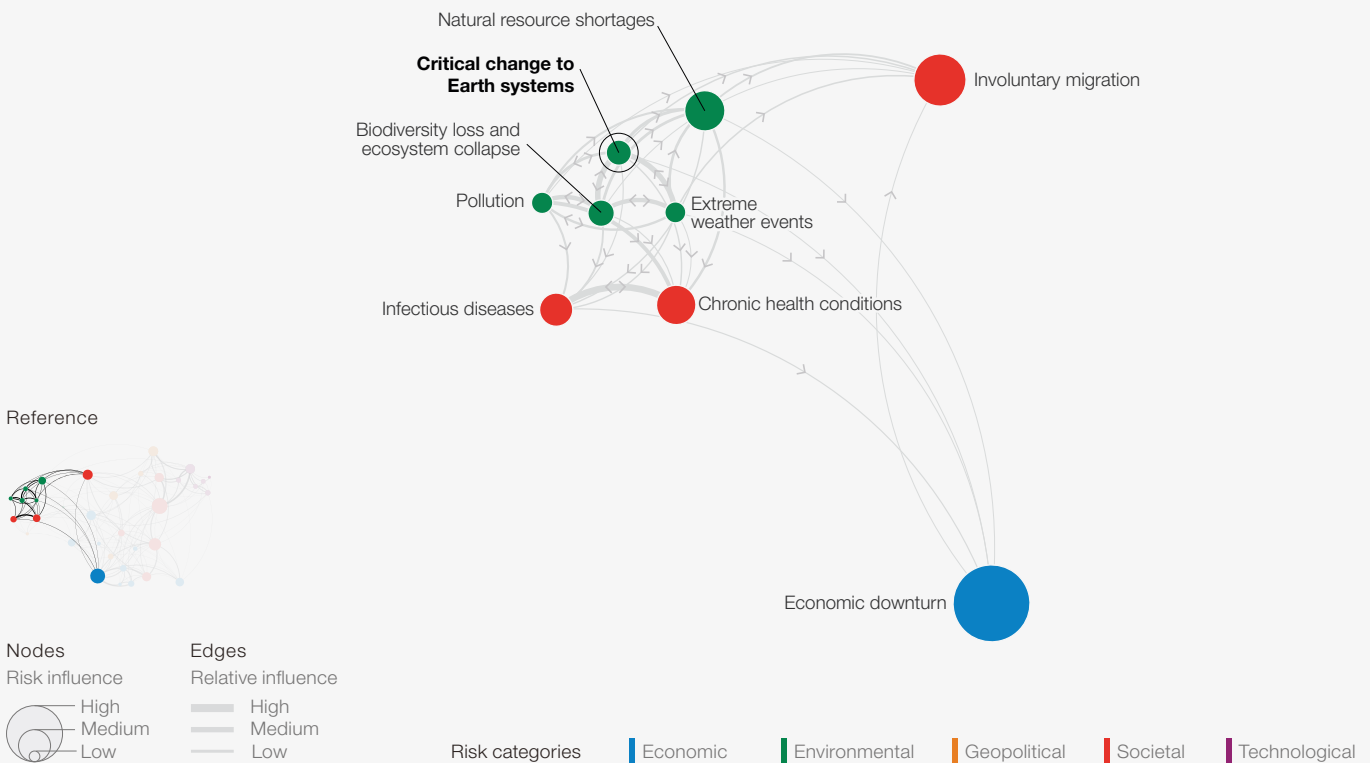 Natural resource shortages
Critical change to
Earth systems
Involuntary migration
Biodiversity loss and
ecosystem collapse
Pollution
Extreme
weather events
Infectious diseases
Chronic health conditions
Economic downturn
Reference
Nodes
Risk influence
High
Medium
Low
Edges
Relative influence
High
Medium
Low
Risk categories
Economic
Environmental
Geopolitical
Societal
Technological